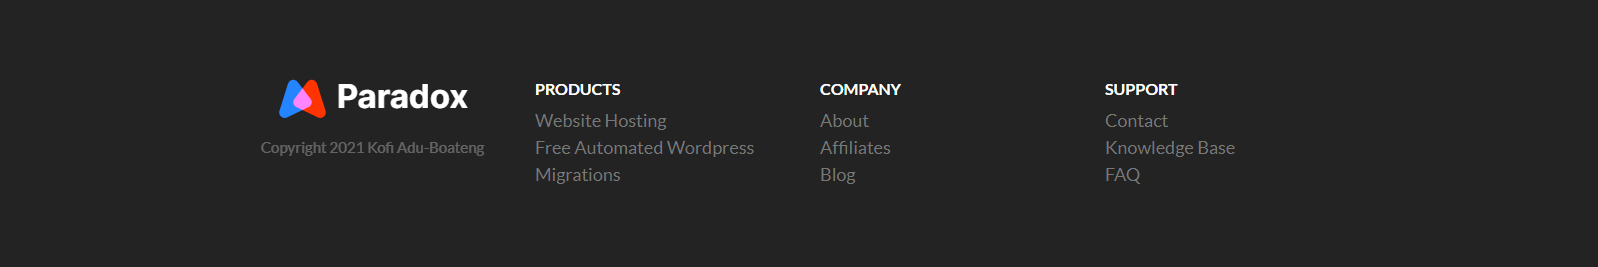 Paradox
Copyright 2021 Kofi Adu-Boateng
PRODUCTS
Website Hosting
Free Automated Wordpress
Migrations
COMPANY
About
Affiliates
Blog
SUPPORT
Contact
Knowledge Base
FAQ